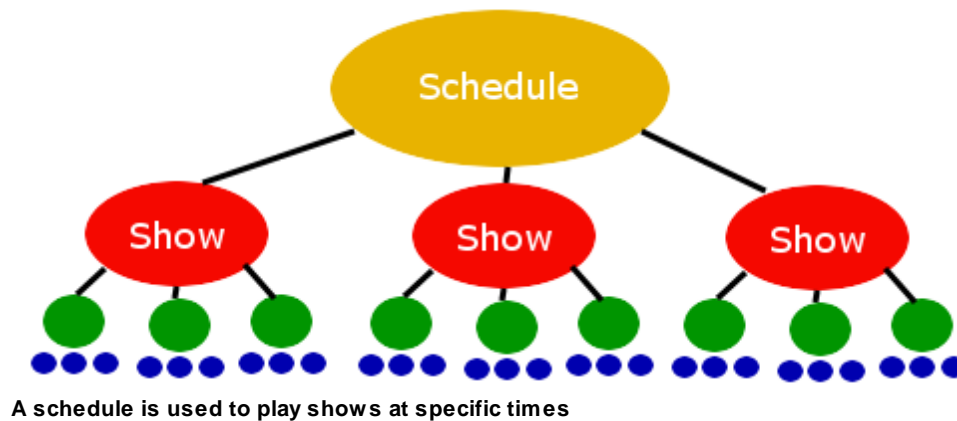 Schedule
Show
Show
Show
A schedule is used to play shows at specific times